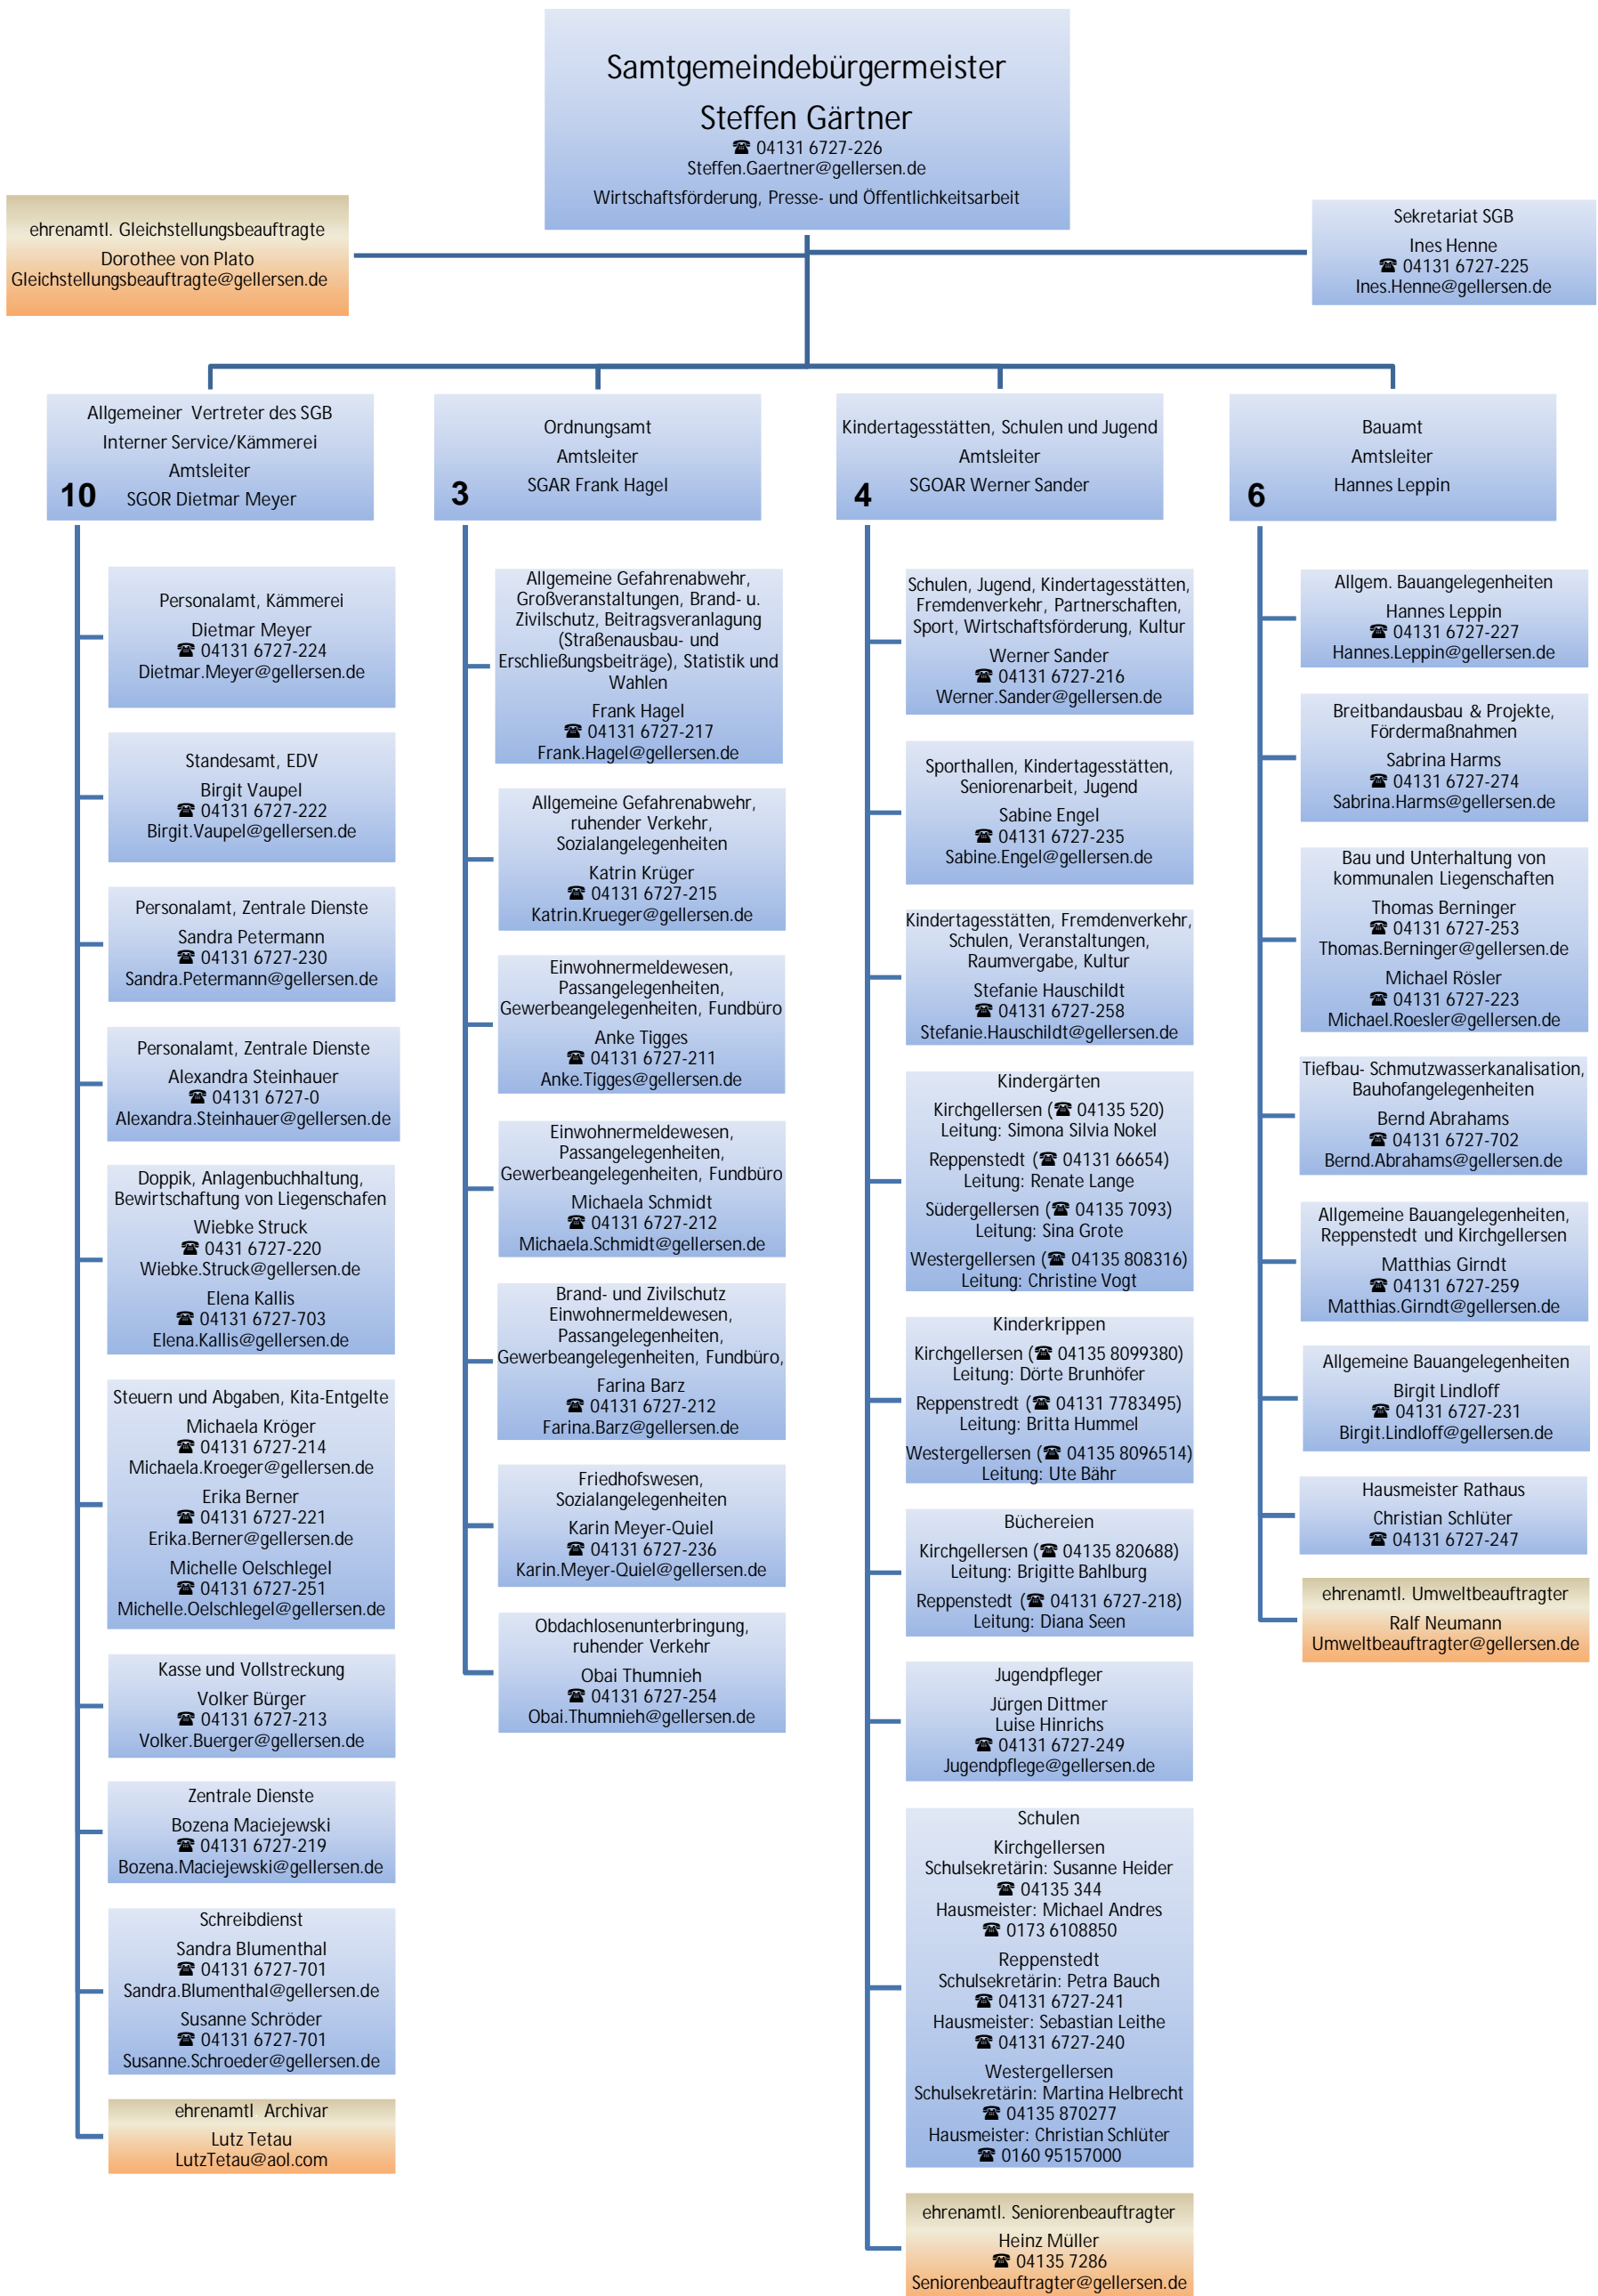 Samtgemeindebürgermeister
Steffen Gärtner
☎ 04131 6727-226
Steffen.Gaertner@gellersen.de
Wirtschaftsförderung, Presse- und Öffentlichkeitsarbeit
ehrenamtl. Gleichstellungsbeauftragte
Dorothee von Plato
Gleichstellungsbeauftragte@gellersen.de
Sekretariat SGB
Ines Henne
☎ 04131 6727-225
Ines.Henne@gellersen.de
Allgemeiner Vertreter des SGB
Interner Service/Kämmerei
Amtsleiter
SGOR Dietmar Meyer
10
Personalamt, Kämmerei
Dietmar Meyer
☎ 04131 6727-224
Dietmar.Meyer@gellersen.de
Standesamt, EDV
Birgit Vaupel
☎ 04131 6727-222
Birgit.Vaupel@gellersen.de
Personalamt, Zentrale Dienste
Sandra Petermann
☎ 04131 6727-230
Sandra.Petermann@gellersen.de
Personalamt, Zentrale Dienste
Alexandra Steinhauer
☎ 04131 6727-0
Alexandra.Steinhauer@gellersen.de
Doppik, Anlagenbuchhaltung,
Bewirtschaftung von Liegenschafen
Wiebke Struck
☎ 0431 6727-220
Wiebke.Struck@gellersen.de
Elena Kallis
☎ 04131 6727-703
Elena.Kallis@gellersen.de
Steuern und Abgaben, Kita-Entgelte
Michaela Kröger
☎ 04131 6727-214
Michaela.Kroeger@gellersen.de
Erika Berner
☎ 04131 6727-221
Erika.Berner@gellersen.de
Michelle Oelschlegel
☎ 04131 6727-251
Michelle.Oelschlegel@gellersen.de
Kasse und Vollstreckung
Volker Bürger
☎ 04131 6727-213
Volker.Buerger@gellersen.de
Zentrale Dienste
Bozena Maciejewski
☎ 04131 6727-219
Bozena.Maciejewski@gellersen.de
Schreibdienst
Sandra Blumenthal
☎ 04131 6727-701
Sandra.Blumenthal@gellersen.de
Susanne Schröder
☎ 04131 6727-701
Susanne.Schroeder@gellersen.de
ehrenamtl Archivar
Lutz Tetau
LutzTetau@aol.com
Ordnungsamt
Amtsleiter
SGAR Frank Hagel
3
Allgemeine Gefahrenabwehr,
Großveranstaltungen, Brand- u.
Zivilschutz, Beitragsveranlagung
(Straßenausbau- und
Erschließungsbeiträge), Statistik und
Wahlen
Frank Hagel
☎ 04131 6727-217
Frank.Hagel@gellersen.de
Allgemeine Gefahrenabwehr,
ruhender Verkehr,
Sozialangelegenheiten
Katrin Krüger
☎ 04131 6727-215
Katrin.Krueger@gellersen.de
Einwohnermeldewesen,
Passangelegenheiten,
Gewerbeangelegenheiten, Fundbüro
Anke Tigges
☎ 04131 6727-211
Anke.Tigges@gellersen.de
Einwohnermeldewesen,
Passangelegenheiten,
Gewerbeangelegenheiten, Fundbüro
Michaela Schmidt
☎ 04131 6727-212
Michaela.Schmidt@gellersen.de
Brand- und Zivilschutz
Einwohnermeldewesen,
Passangelegenheiten,
Gewerbeangelegenheiten, Fundbüro,
Farina Barz
☎ 04131 6727-212
Farina.Barz@gellersen.de
Friedhofswesen,
Sozialangelegenheiten
Karin Meyer-Quiel
☎ 04131 6727-236
Karin.Meyer-Quiel@gellersen.de
Obdachlosenunterbringung,
ruhender Verkehr
Obai Thumnieh
☎ 04131 6727-254
Obai.Thumnieh@gellersen.de
Kindertagesstätten, Schulen und Jugend
Amtsleiter
SGOAR Werner Sander
4
Schulen, Jugend, Kindertagesstätten,
Fremdenverkehr, Partnerschaften,
Sport, Wirtschaftsförderung, Kultur
Werner Sander
☎ 04131 6727-216
Werner.Sander@gellersen.de
Sporthallen, Kindertagesstätten,
Seniorenarbeit, Jugend
Sabine Engel
☎ 04131 6727-235
Sabine.Engel@gellersen.de
Kindertagesstätten, Fremdenverkehr,
Schulen, Veranstaltungen,
Raumvergabe, Kultur
Stefanie Hauschildt
☎ 04131 6727-258
Stefanie.Hauschildt@gellersen.de
Kindergärten
Kirchgellersen (☎ 04135 520)
Leitung: Simona Silvia Nokel
Reppenstedt (☎ 04131 66654)
Leitung: Renate Lange
Südergellersen (☎ 04135 7093)
Leitung: Sina Grote
Westergellersen (☎ 04135 808316)
Leitung: Christine Vogt
Kinderkrippen
Kirchgellersen (☎ 04135 8099380)
Leitung: Dörte Brunhöfer
Reppenstredt (☎ 04131 7783495)
Leitung: Britta Hummel
Westergellersen (☎ 04135 8096514)
Leitung: Ute Bähr
Büchereien
Kirchgellersen (☎ 04135 820688)
Leitung: Brigitte Bahlburg
Reppenstedt (☎ 04131 6727-218)
Leitung: Diana Seen
Jugendpfleger
Jürgen Dittmer
Luise Hinrichs
☎ 04131 6727-249
Jugendpflege@gellersen.de
Schulen
Kirchgellersen
Schulsekretärin: Susanne Heider
☎ 04135 344
Hausmeister: Michael Andres
☎ 0173 6108850
Reppenstedt
Schulsekretärin: Petra Bauch
☎ 04131 6727-241
Hausmeister: Sebastian Leithe
☎ 04131 6727-240
Westergellersen
Schulsekretärin: Martina Helbrecht
☎ 04135 870277
Hausmeister: Christian Schlüter
☎ 0160 95157000
ehrenamtl. Seniorenbeauftragter
Heinz Müller
☎ 04135 7286
Seniorenbeauftragter@gellersen.de
Bauamt
Amtsleiter
Hannes Leppin
6
Allgem. Bauangelegenheiten
Hannes Leppin
☎ 04131 6727-227
Hannes.Leppin@gellersen.de
Breitbandausbau & Projekte,
Fördermaßnahmen
Sabrina Harms
☎ 04131 6727-274
Sabrina.Harms@gellersen.de
Bau und Unterhaltung von
kommunalen Liegenschaften
Thomas Berninger
☎ 04131 6727-253
Thomas.Berninger@gellersen.de
Michael Rösler
☎ 04131 6727-223
Michael.Roesler@gellersen.de
Tiefbau- Schmutzwasserkanalisation,
Bauhofangelegenheiten
Bernd Abrahams
☎ 04131 6727-702
Bernd.Abrahams@gellersen.de
Allgemeine Bauangelegenheiten,
Reppenstedt und Kirchgellersen
Matthias Girndt
☎ 04131 6727-259
Matthias.Girndt@gellersen.de
Allgemeine Bauangelegenheiten
Birgit Lindloff
☎ 04131 6727-231
Birgit.Lindloff@gellersen.de
Hausmeister Rathaus
Christian Schlüter
☎ 04131 6727-247
ehrenamtl. Umweltbeauftragter
Ralf Neumann
Umweltbeauftragter@gellersen.de